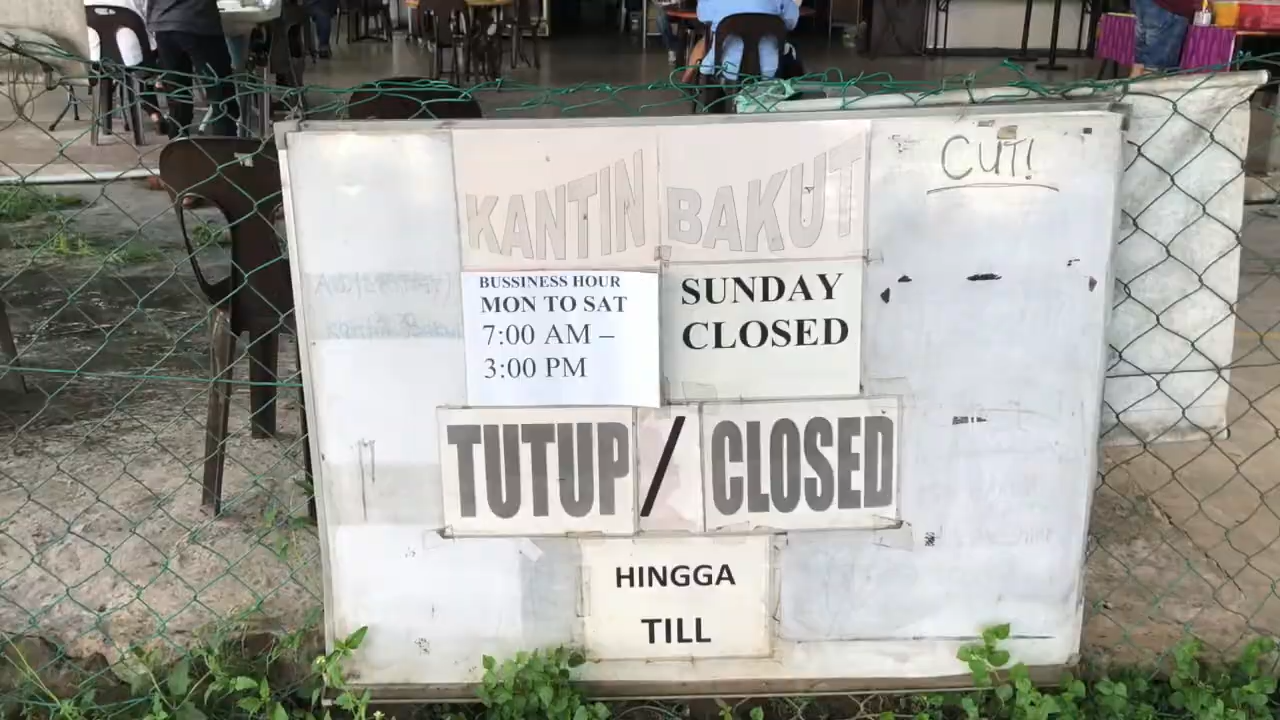 KANTIN BAKUT
CUT!
BUSSINESS HOUR
MON TO SAT
7:00 AM –
3:00 PM
SUNDAY
CLOSED
TUTUP / CLOSED
HINGGA
TILL